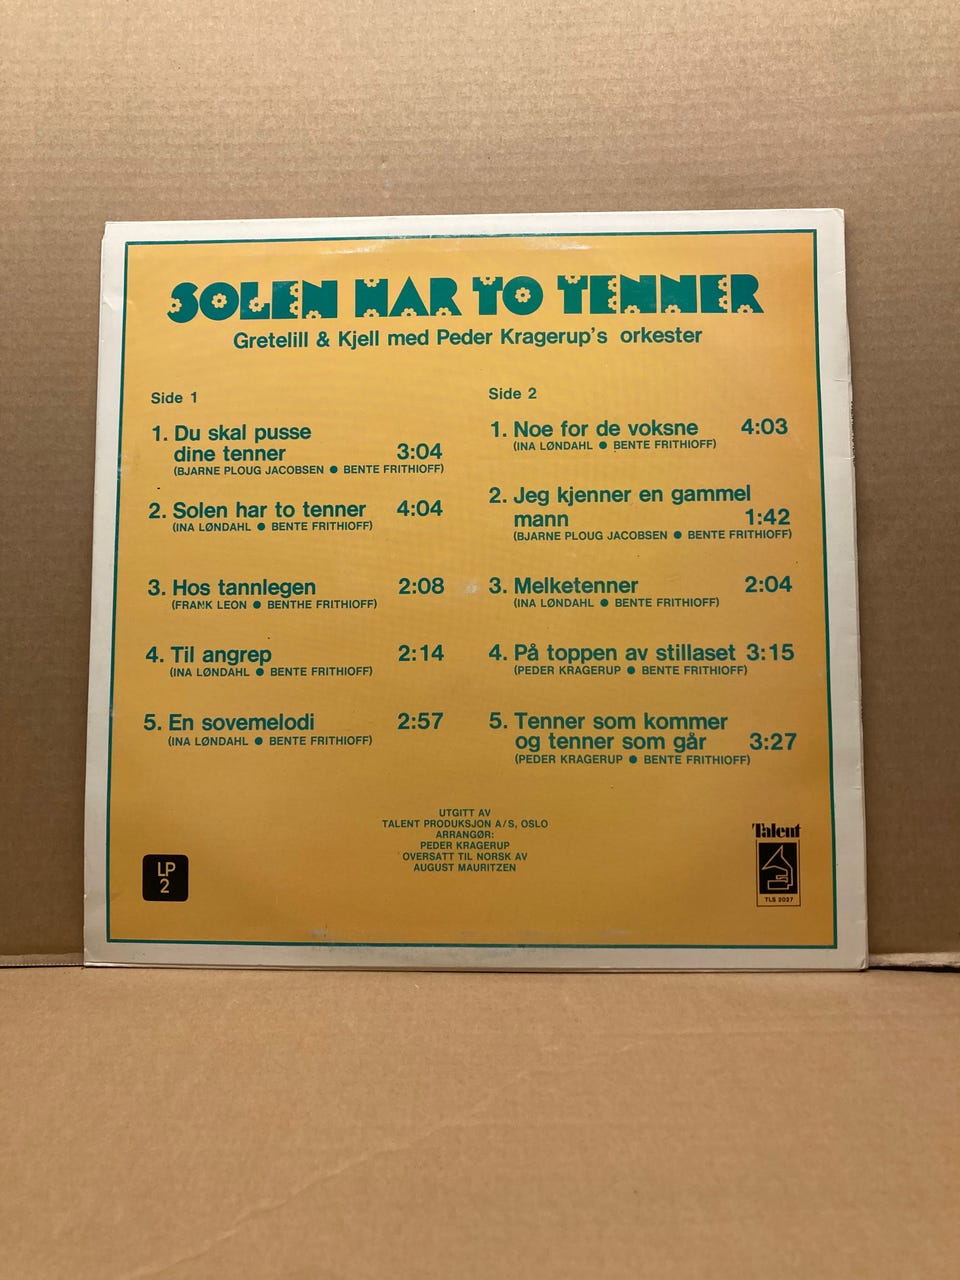 SOLEN HAR TO TENNER
Gretelill & Kjell med Peder Kragerup's orkester
Side 1
1. Du skal pusse
dine tenner 3:04
(BJARNE PLOUG JACOBSEN ● BENTE FRITHIOFF)
2. Solen har to tenner 4:04
(INA LØNDAHL ● BENTE FRITHIOFF)
3. Hos tannlegen 2:08
(FRANK LEON ● BENTHE FRITHIOFF)
4. Til angrep 2:14
(INA LØNDAHL ● BENTE FRITHIOFF)
5. En sovemelodi 2:57
(INA LØNDAHL ● BENTE FRITHIOFF)
Side 2
1. Noe for de voksne 4:03
(INA LØNDAHL ● BENTE FRITHIOFF)
2. Jeg kjenner en gammel
mann 1:42
(BJARNE PLOUG JACOBSEN ● BENTE FRITHIOFF)
3. Melketenner 2:04
(INA LØNDAHL ● BENTE FRITHIOFF)
4. På toppen av stillaset 3:15
(PEDER KRAGERUP ● BENTE FRITHIOFF)
5. Tenner som kommer
og tenner som går 3:27
(PEDER KRAGERUP ● BENTE FRITHIOFF)
UTGITT AV
TALENT PRODUKSJON A/S, OSLO
ARRANGØR:
PEDER KRAGERUP
OVERSATT TIL NORSK AV
AUGUST MAURITZEN
LP
2
Talent
TLS 2027